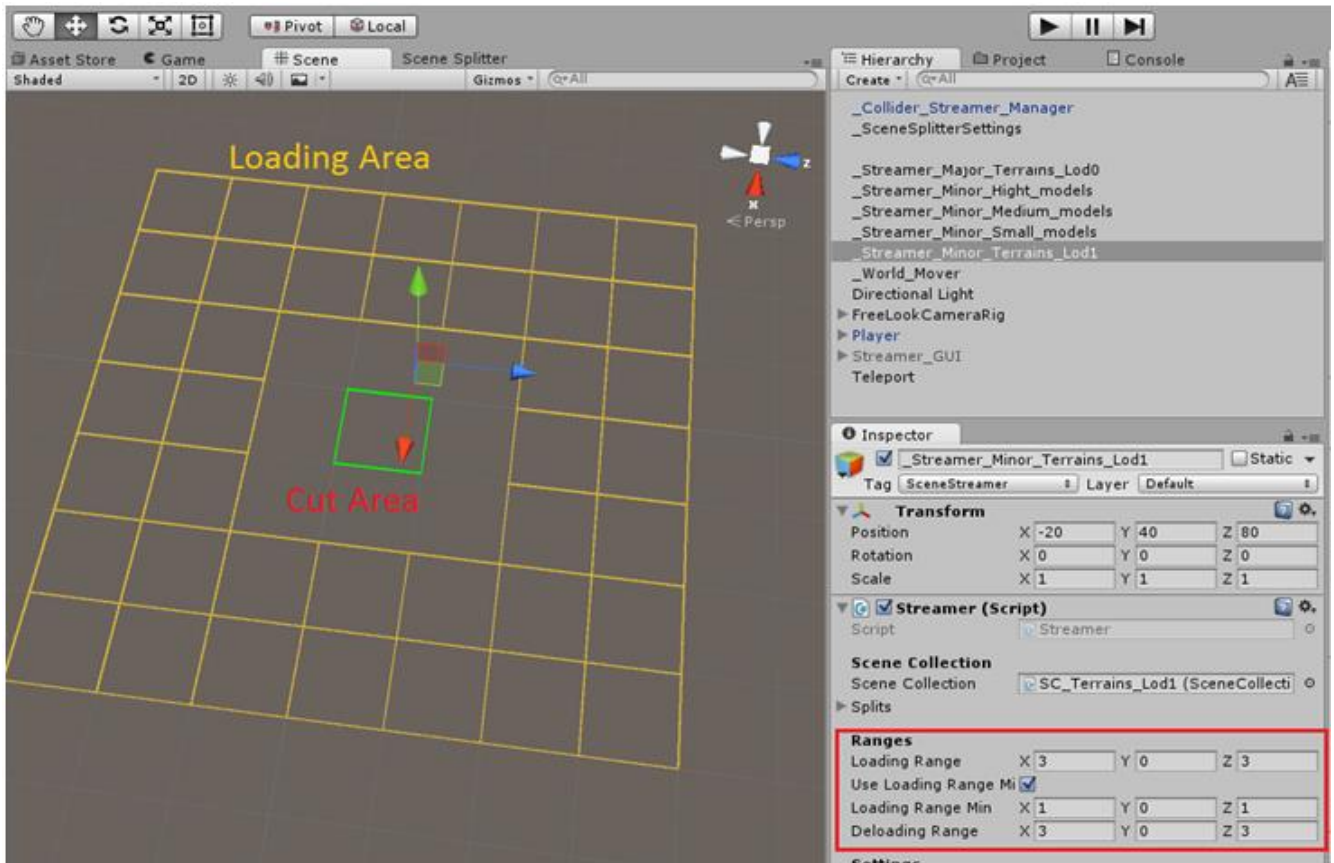 Pivot Local
Asset Store Game Scene Scene Splitter
Shaded 2D Gizmos All
Loading Area
z
x
Persp
Cut Area
Hierarchy Project Console
Create All
_Collider_Streamer_Manager
_SceneSplitterSettings
_Streamer_Major_Terrains_Lod0
_Streamer_Minor_Hight_models
_Streamer_Minor_Medium_models
_Streamer_Minor_Small_models
_Streamer_Minor_Terrains_Lod1
_World_Mover
Directional Light
FreeLookCameraRig
Player
Streamer_GUI
Teleport
Inspector
_Streamer_Minor_Terrains_Lod1 Static
Tag SceneStreamer Layer Default
Transform
Position X -20 Y 40 Z 80
Rotation X 0 Y 0 Z 0
Scale X 1 Y 1 Z 1
Streamer (Script)
Script Streamer
Scene Collection
Scene Collection SC_Terrains_Lod1 (SceneCollecti
Splits
Ranges
Loading Range X 3 Y 0 Z 3
Use Loading Range Mi
Loading Range Min X 1 Y 0 Z 1
Deloading Range X 3 Y 0 Z 3
Settings